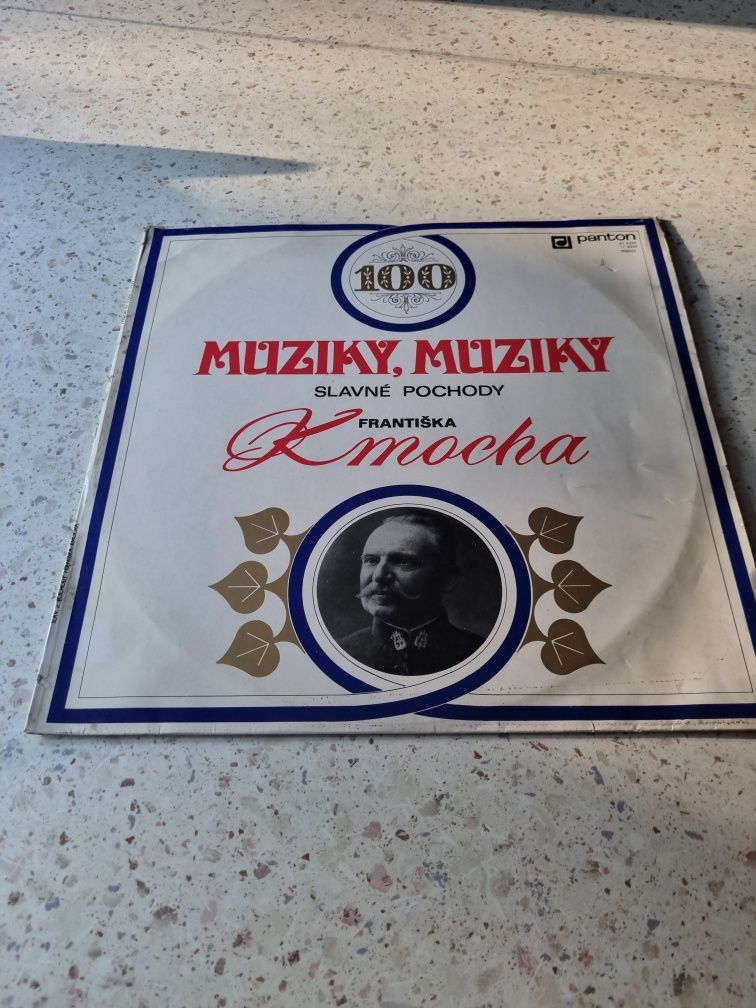 panton
100
MUZIKY, MUZIKY
SLAVNÉ POCHODY
FRANTIŠKA
Kmocha